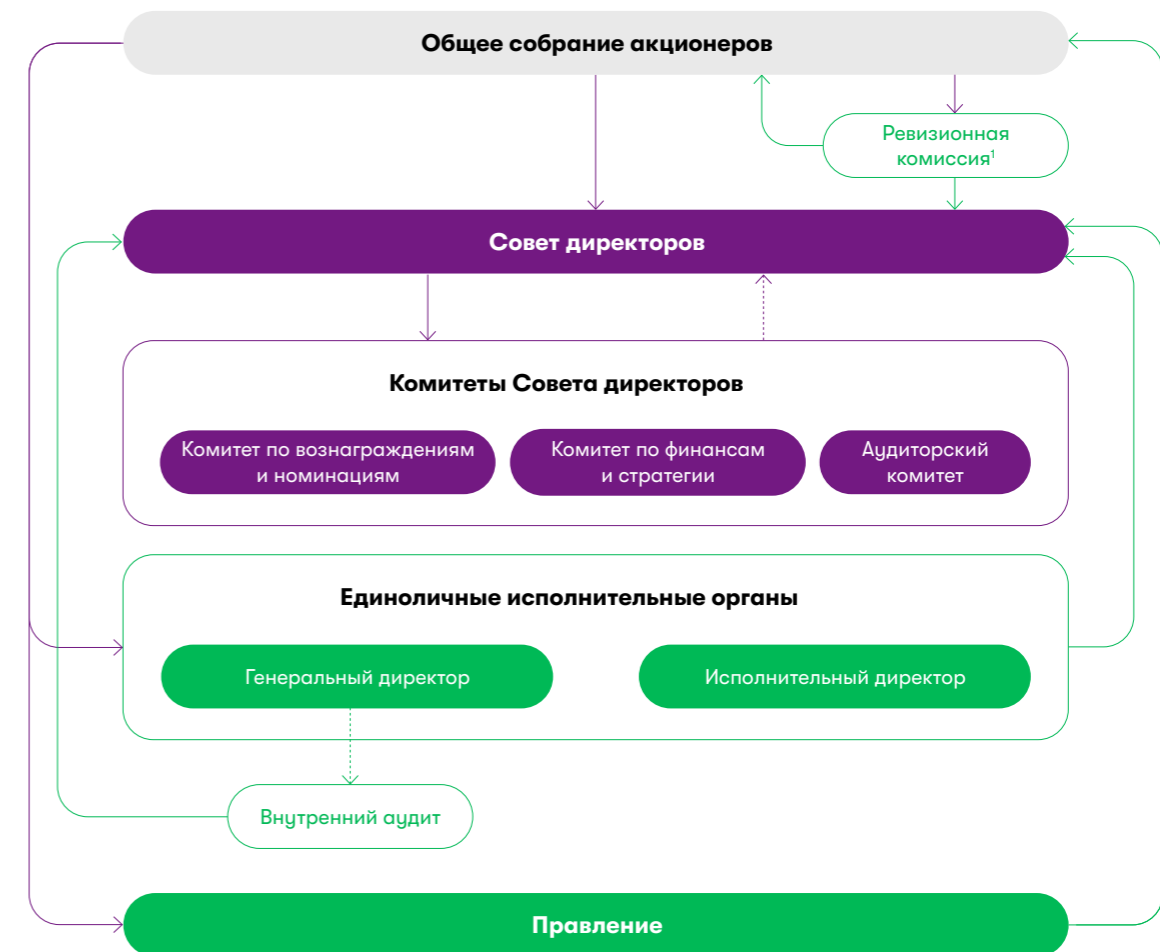 Общее собрание акционеров
Ревизионная
комиссия¹
Совет директоров
Комитеты Совета директоров
Комитет по вознаграждениям
и номинациям
Комитет по финансам
и стратегии
Аудиторский
комитет
Единоличные исполнительные органы
Генеральный директор
Исполнительный директор
Внутренний аудит
Правление